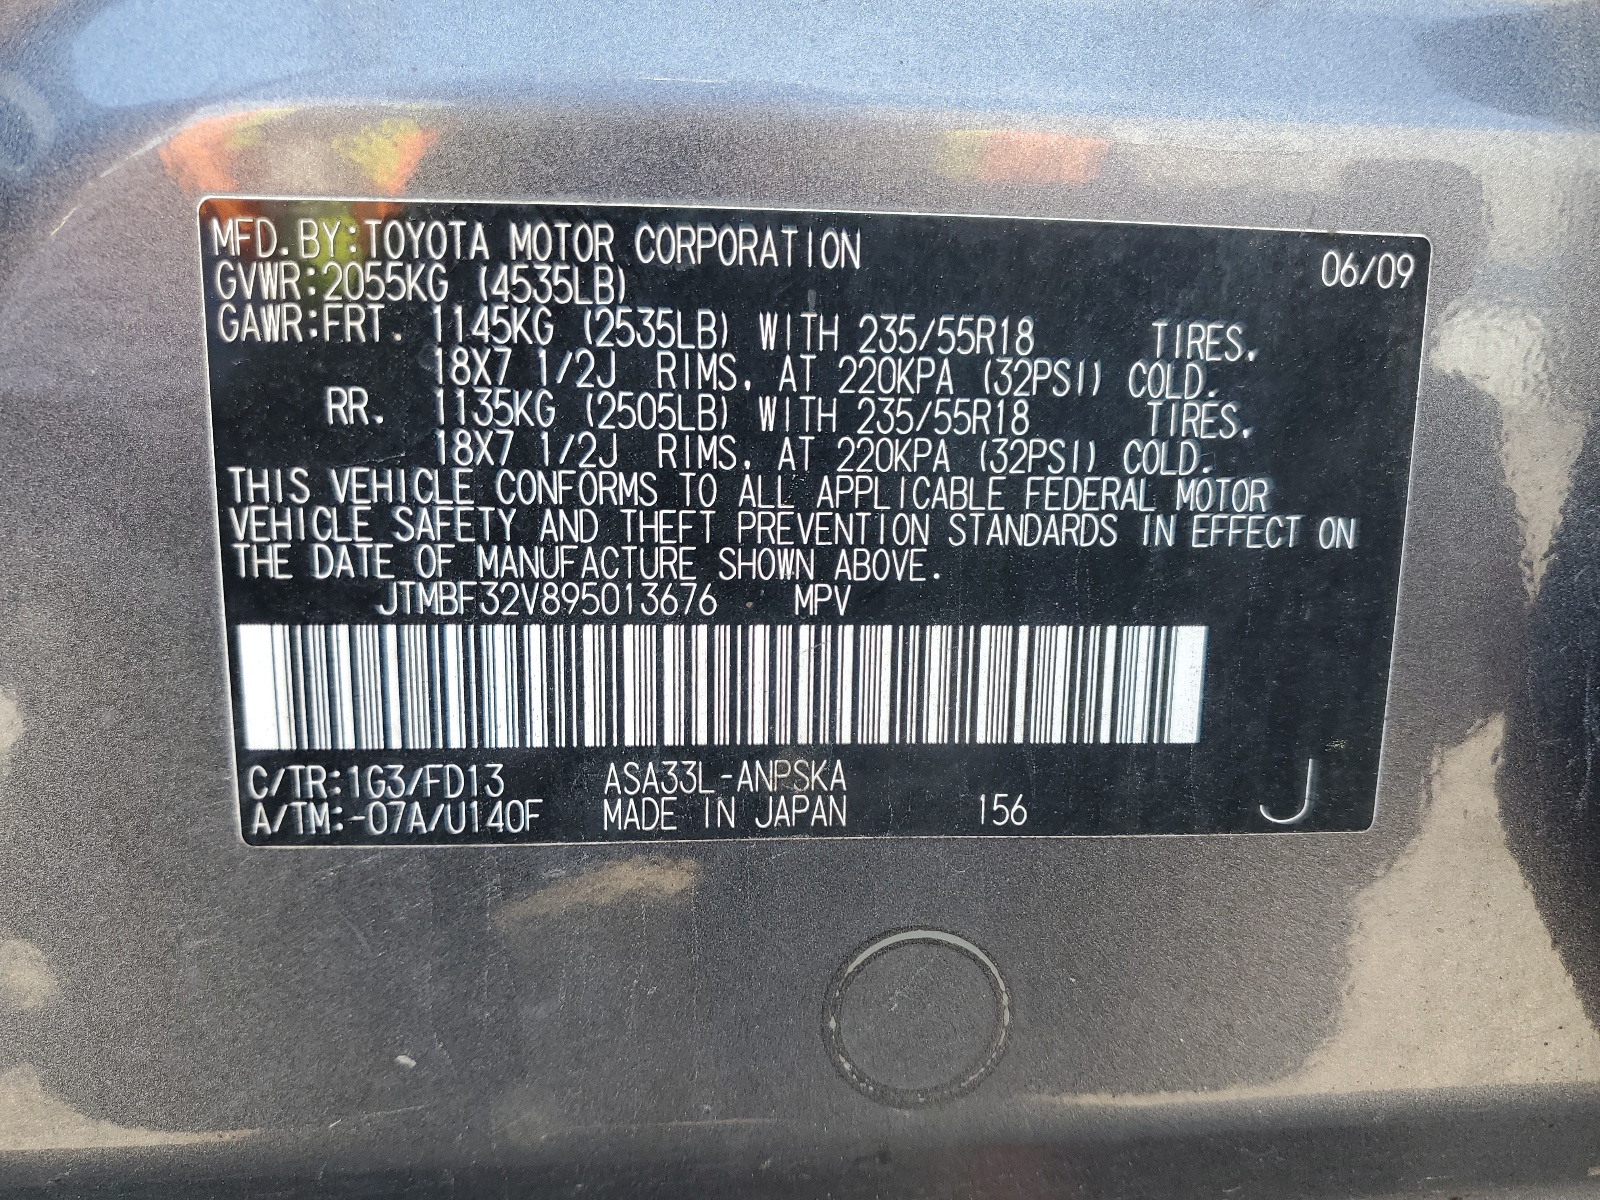 MFD. BY: TOYOTA MOTOR CORPORATION 06/09
GVWR: 2055KG (4535LB)
GAWR: FRT. 1145KG (2535LB) WITH 235/55R18 TIRES,
18X7 1/2J RIMS, AT 220KPA (32PSI) COLD.
RR. 1135KG (2505LB) WITH 235/55R18 TIRES,
18X7 1/2J RIMS, AT 220KPA (32PSI) COLD.
THIS VEHICLE CONFORMS TO ALL APPLICABLE FEDERAL MOTOR
VEHICLE SAFETY AND THEFT PREVENTION STANDARDS IN EFFECT ON
THE DATE OF MANUFACTURE SHOWN ABOVE.
JTMBF32V895013676 MPV
C/TR: 1G3/FD13 ASA33L-ANPSKA
A/TM: -07A/U140F MADE IN JAPAN 156 J